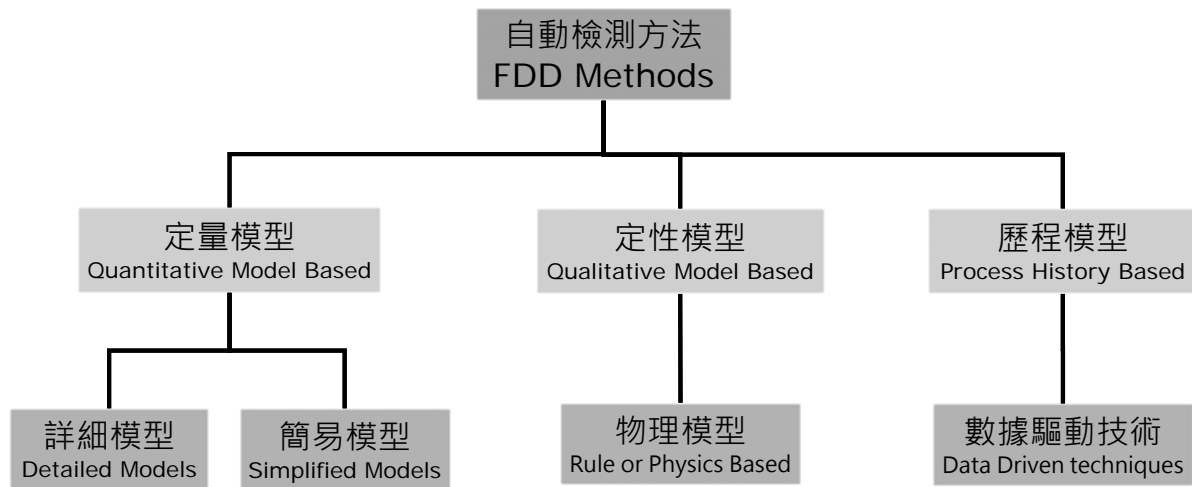 自動檢測方法
FDD Methods
定量模型
Quantitative Model Based
定性模型
Qualitative Model Based
歷程模型
Process History Based
詳細模型
Detailed Models
簡易模型
Simplified Models
物理模型
Rule or Physics Based
數據驅動技術
Data Driven techniques